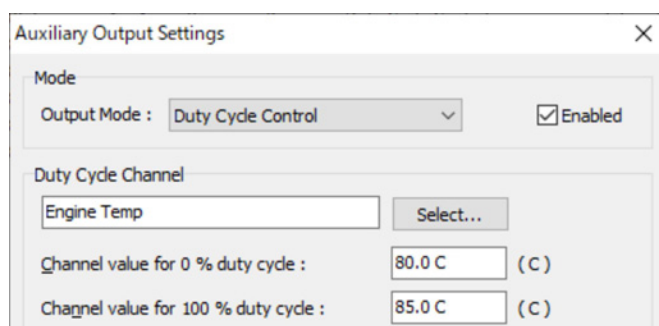 Auxiliary Output Settings
Mode
Output Mode : Duty Cycle Control Enabled
Duty Cycle Channel
Engine Temp Select...
Channel value for 0 % duty cycle : 80.0 C ( C )
Channel value for 100 % duty cycle : 85.0 C ( C )